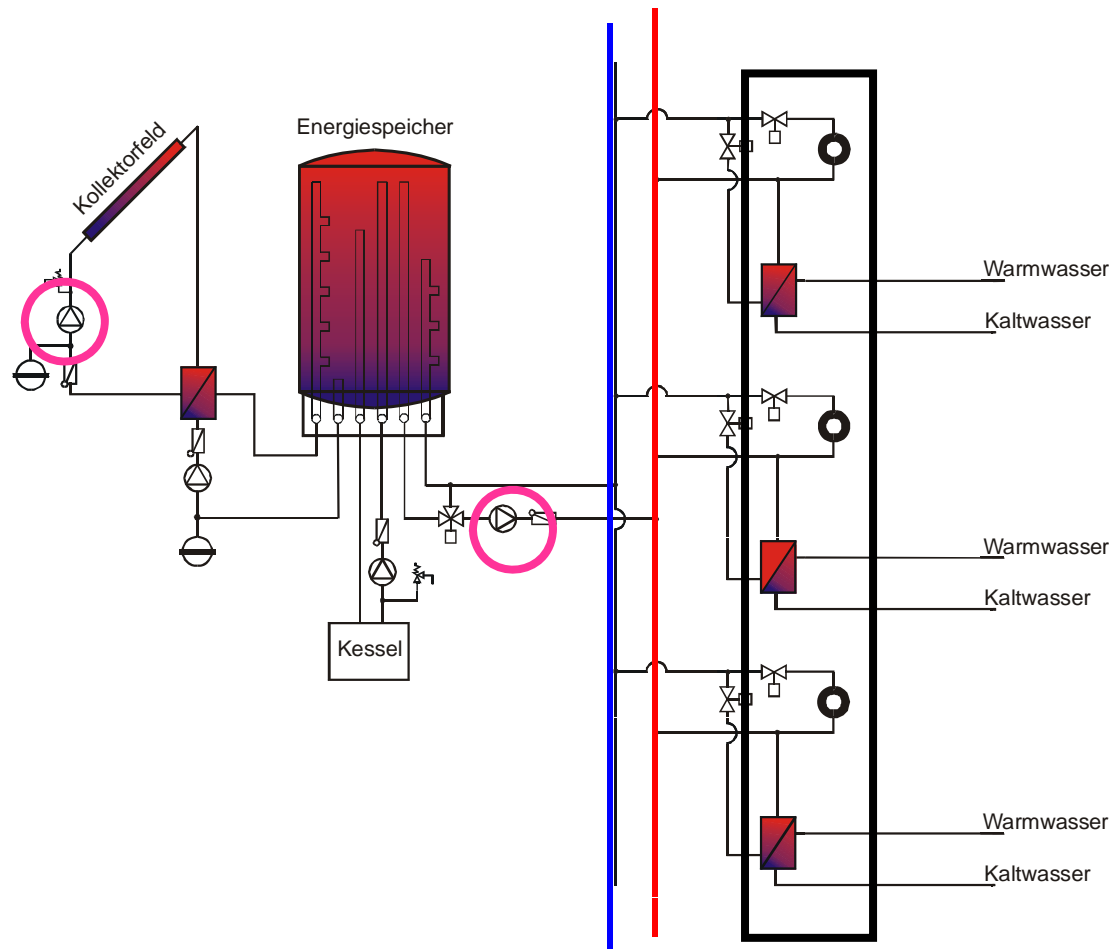 Kollektorfeld
Energiespeicher
Kessel
Warmwasser
Kaltwasser
Warmwasser
Kaltwasser
Warmwasser
Kaltwasser